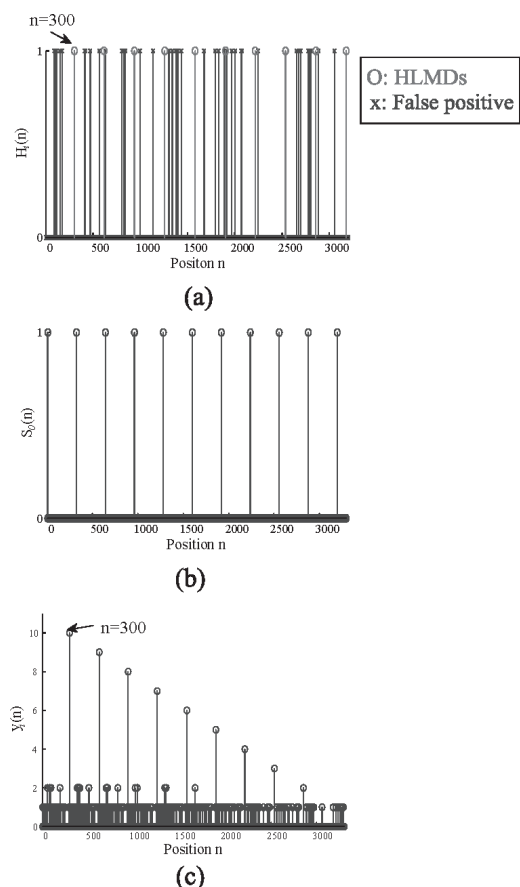 n=300
1
O: HLMDs
x: False positive
Hᵢ(n)
0
0 500 1000 1500 2000 2500 3000
Positon n
(a)
1
S₀(n)
0
0 500 1000 1500 2000 2500 3000
Position n
(b)
n=300
10
8
6
yᵢ(n)
4
2
0
0 500 1000 1500 2000 2500 3000
Position n
(c)